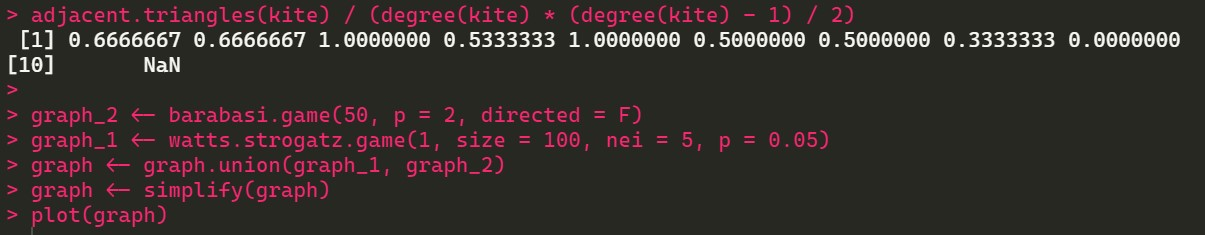 > adjacent.triangles(kite) / (degree(kite) * (degree(kite) - 1) / 2)
 [1] 0.6666667 0.6666667 1.0000000 0.5333333 1.0000000 0.5000000 0.5000000 0.3333333 0.0000000
[10]       NaN
>
> graph_2 <- barabasi.game(50, p = 2, directed = F)
> graph_1 <- watts.strogatz.game(1, size = 100, nei = 5, p = 0.05)
> graph <- graph.union(graph_1, graph_2)
> graph <- simplify(graph)
> plot(graph)